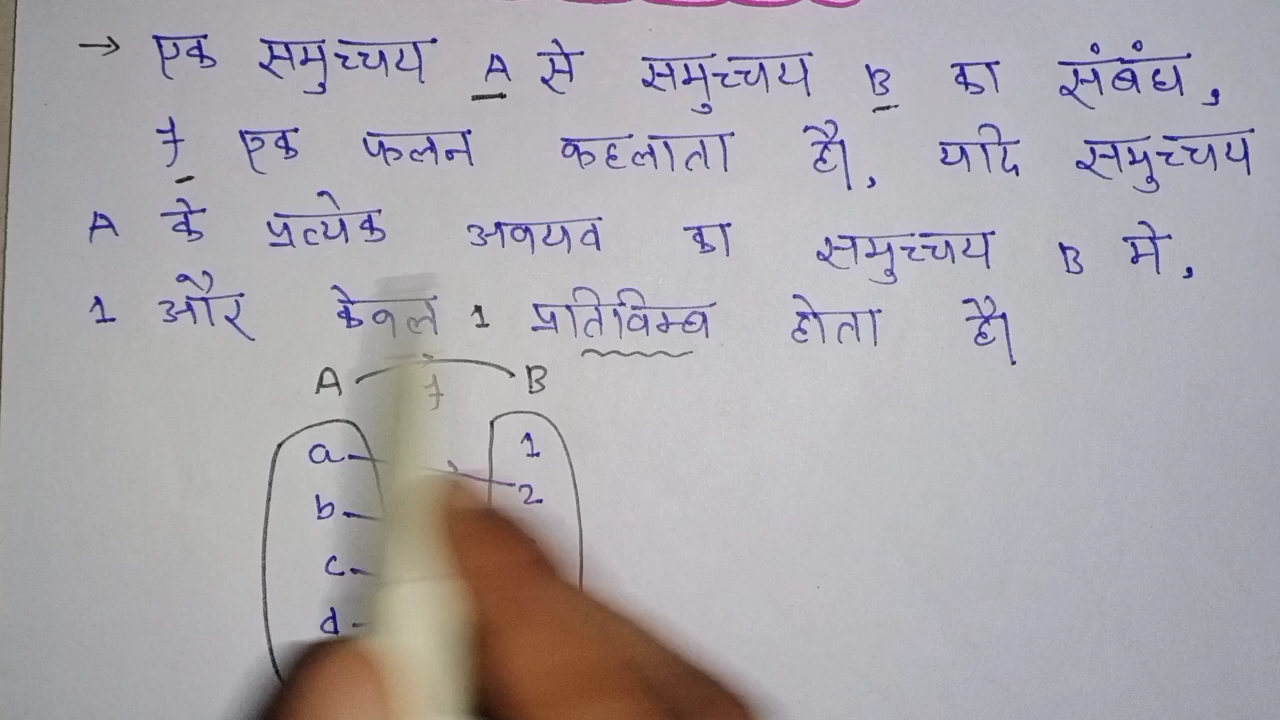 → एक समुच्चय A से समुच्चय B का संबंध,
f एक फलन कहलाता है।, यदि समुच्चय
A के प्रत्येक अवयव का समुच्चय B मे,
1 और केवल 1 प्रतिविम्ब होता है।
A f B
a 1
b 2
c
d